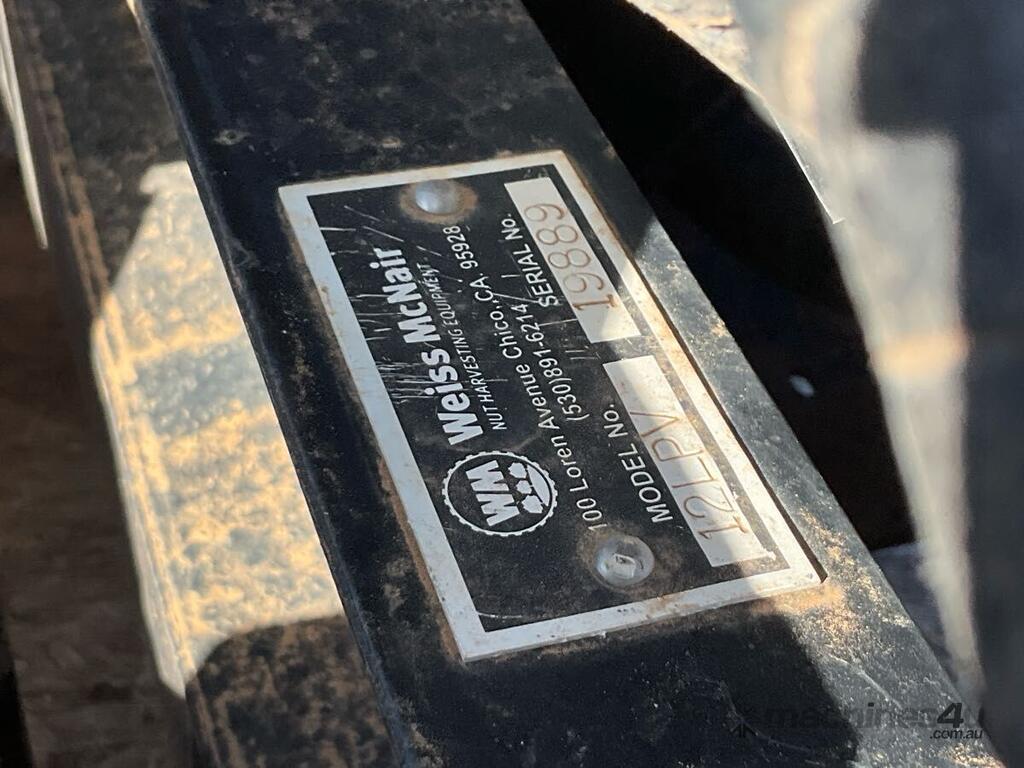 Weiss McNair
NUT HARVESTING EQUIPMENT
WM
100 Loren Avenue Chico, CA 95928
(530)891-6214
MODEL NO.
SERIAL NO.
12LPV
19889
machines4u
.com.au